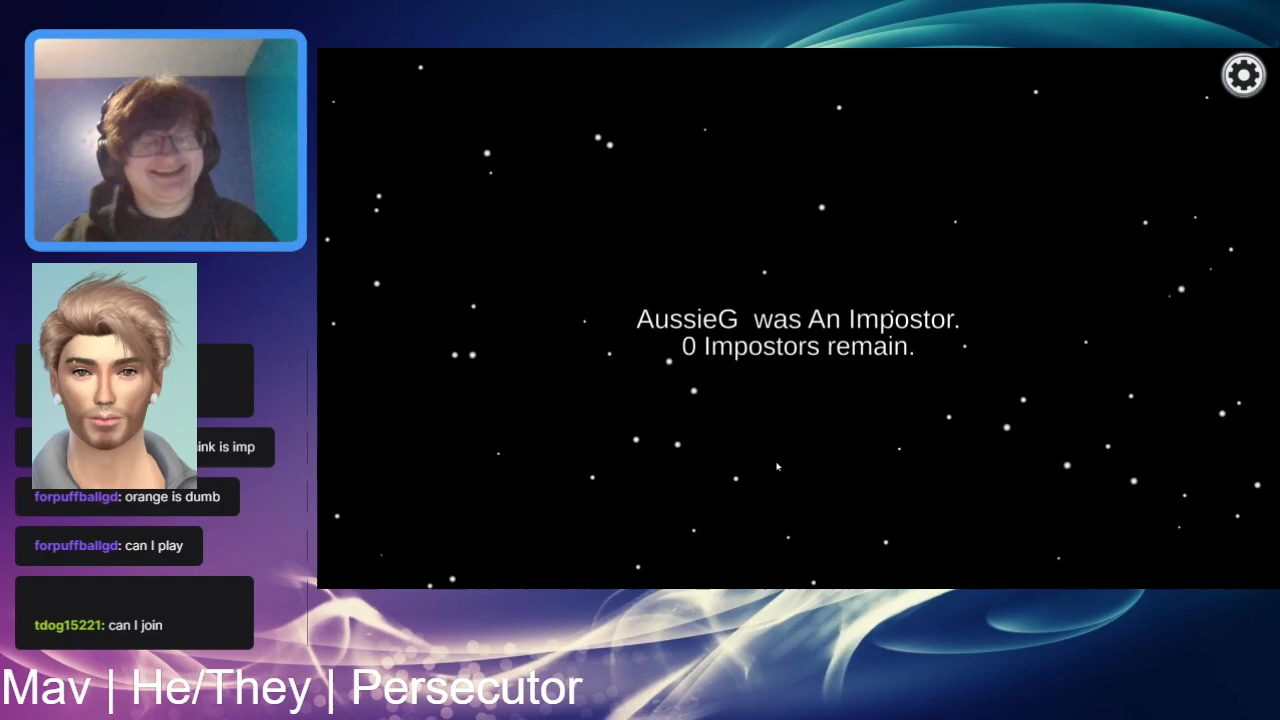 AussieG was An Impostor.
0 Impostors remain.
ink is imp
forpuffballgd: orange is dumb
forpuffballgd: can I play
tdog15221: can I join
Mav | He/They | Persecutor